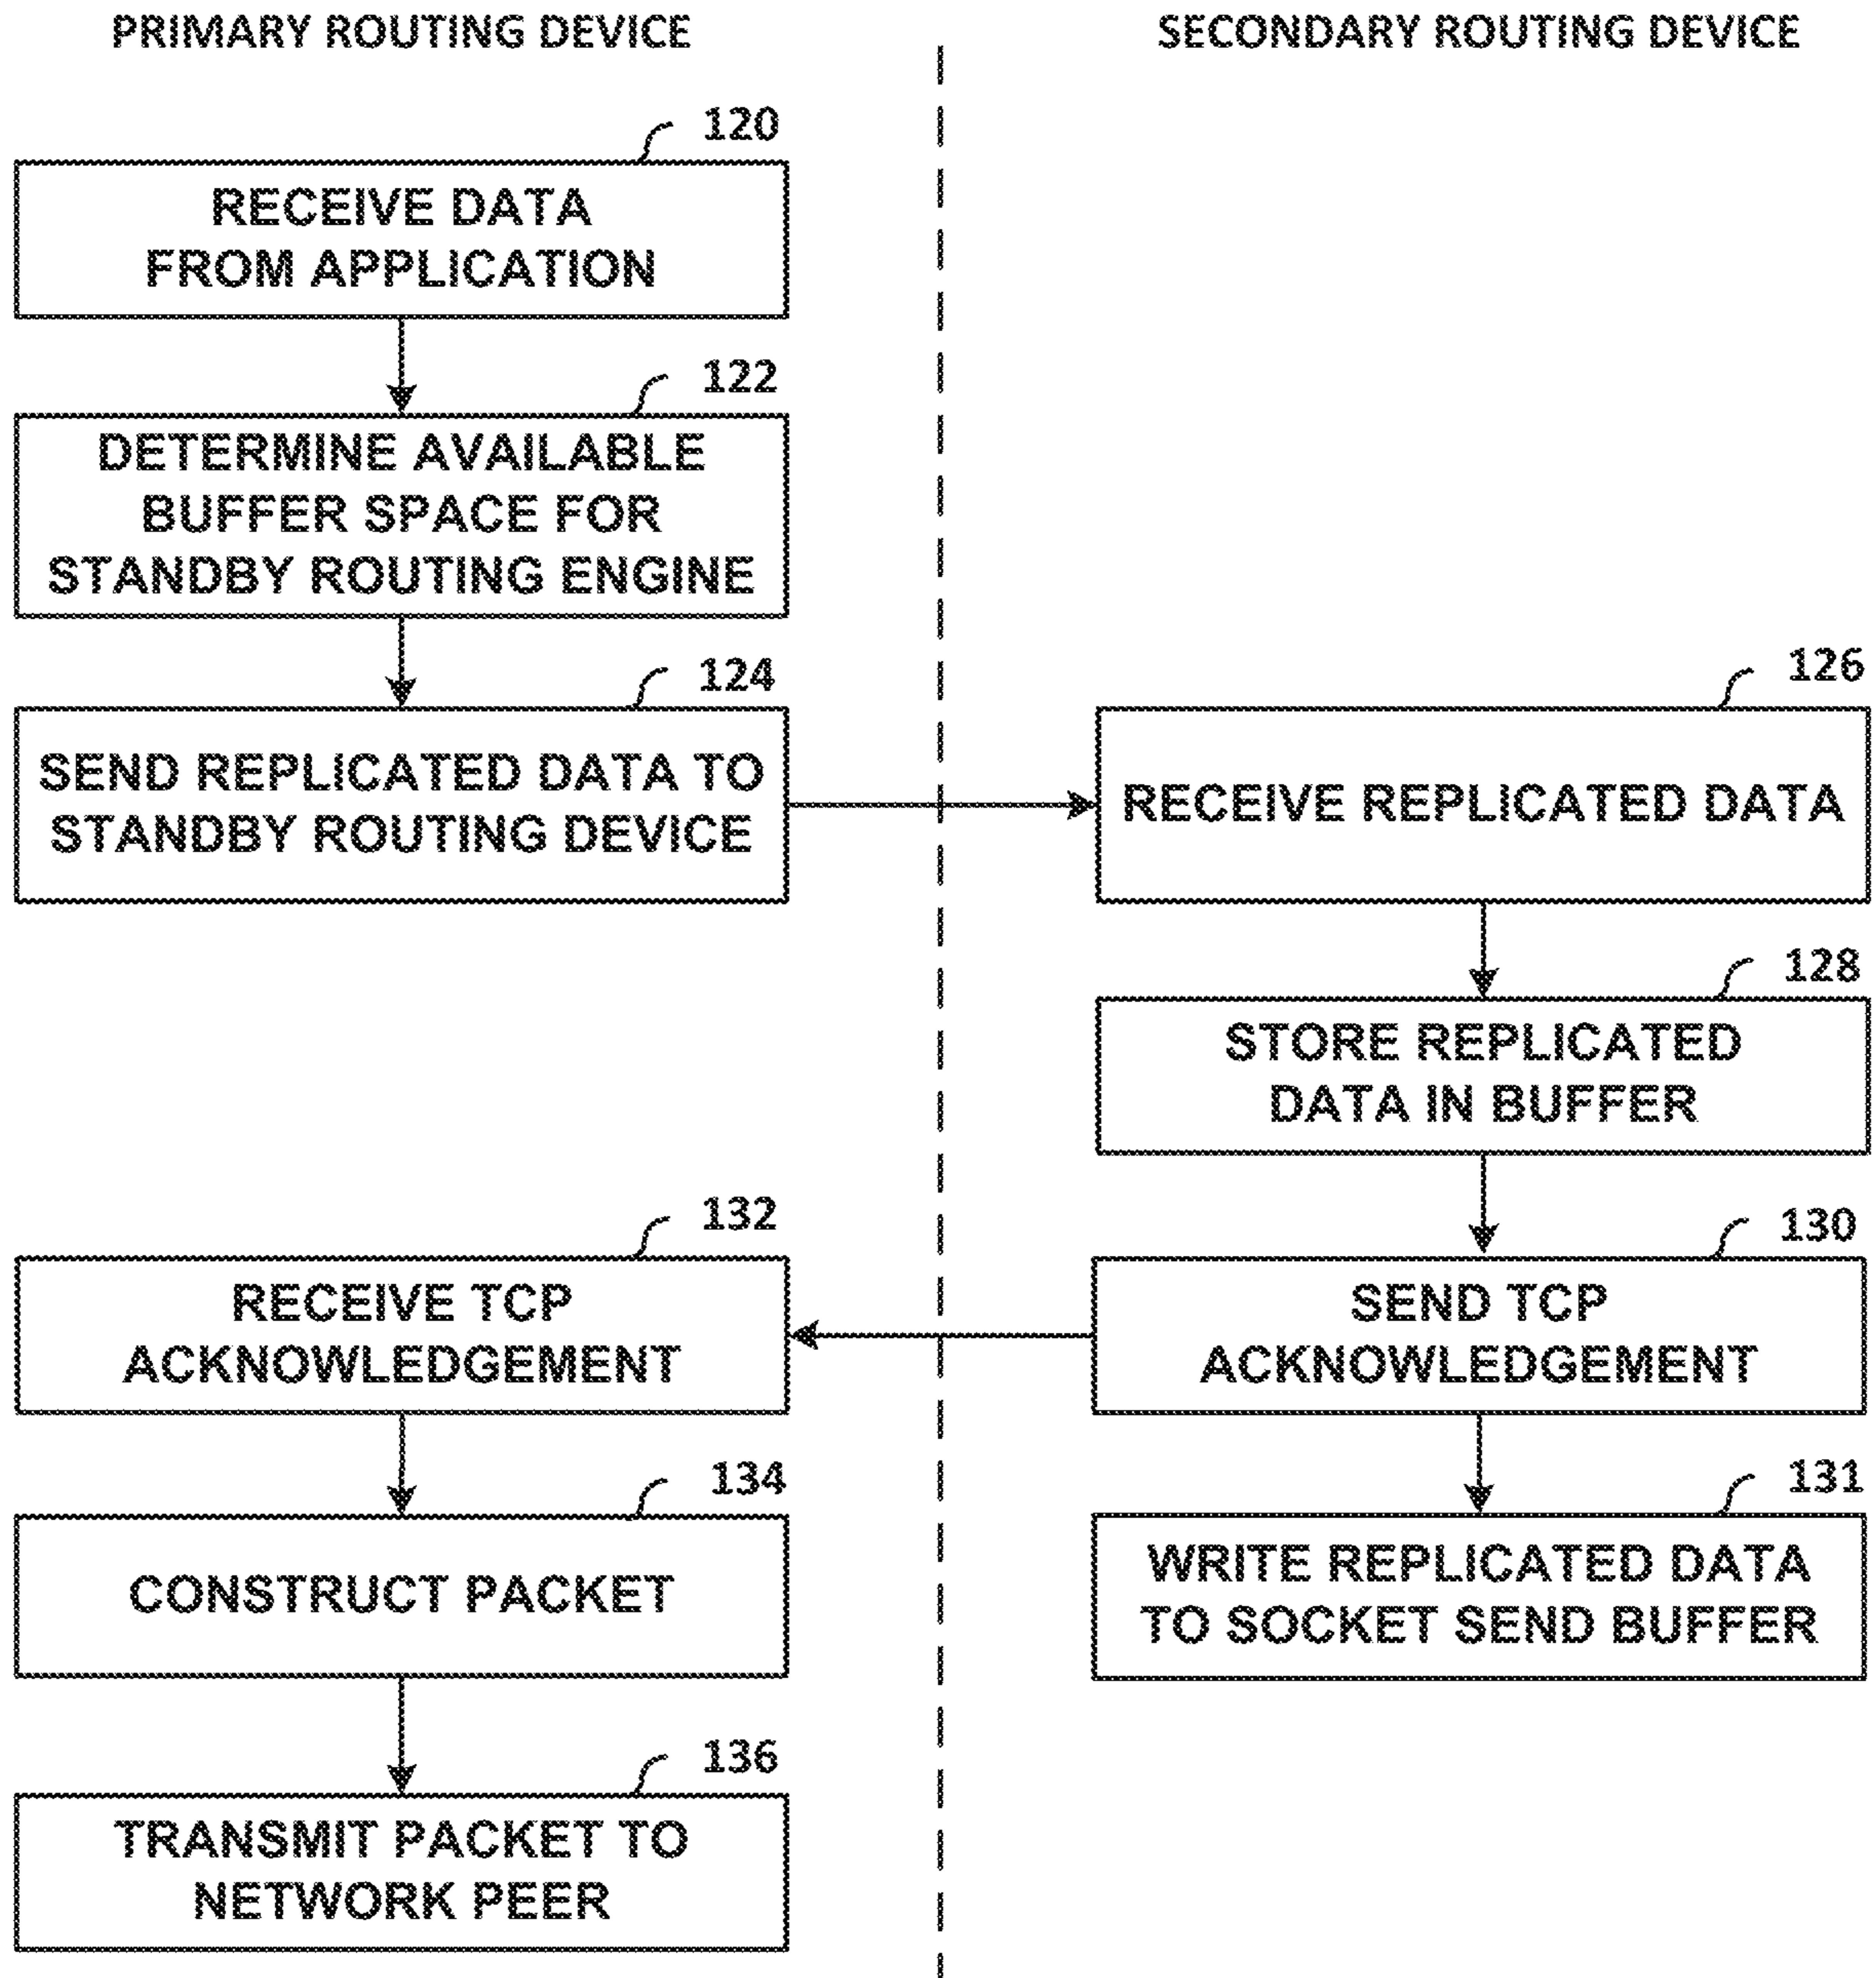 PRIMARY ROUTING DEVICE
SECONDARY ROUTING DEVICE
120
RECEIVE DATA
FROM APPLICATION
122
DETERMINE AVAILABLE
BUFFER SPACE FOR
STANDBY ROUTING ENGINE
124
SEND REPLICATED DATA TO
STANDBY ROUTING DEVICE
126
RECEIVE REPLICATED DATA
128
STORE REPLICATED
DATA IN BUFFER
130
SEND TCP
ACKNOWLEDGEMENT
132
RECEIVE TCP
ACKNOWLEDGEMENT
131
WRITE REPLICATED DATA
TO SOCKET SEND BUFFER
134
CONSTRUCT PACKET
136
TRANSMIT PACKET TO
NETWORK PEER